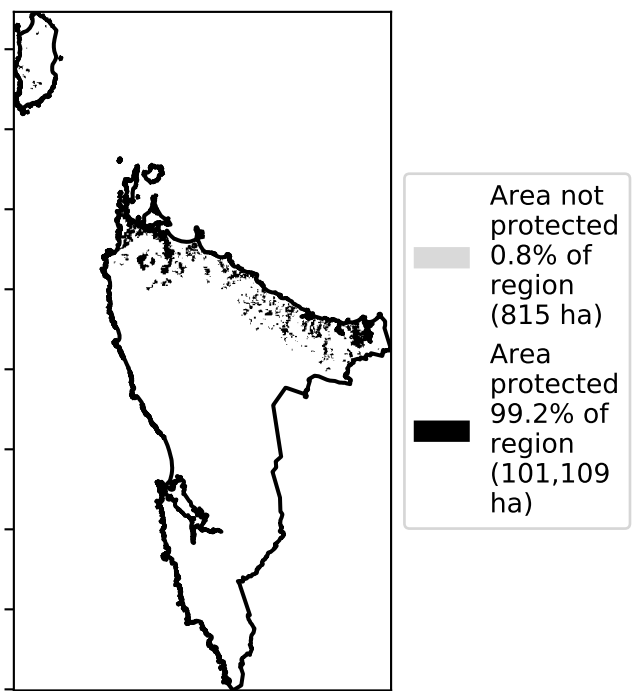 Area not
protected
0.8% of
region
(815 ha)
Area
protected
99.2% of
region
(101,109
ha)